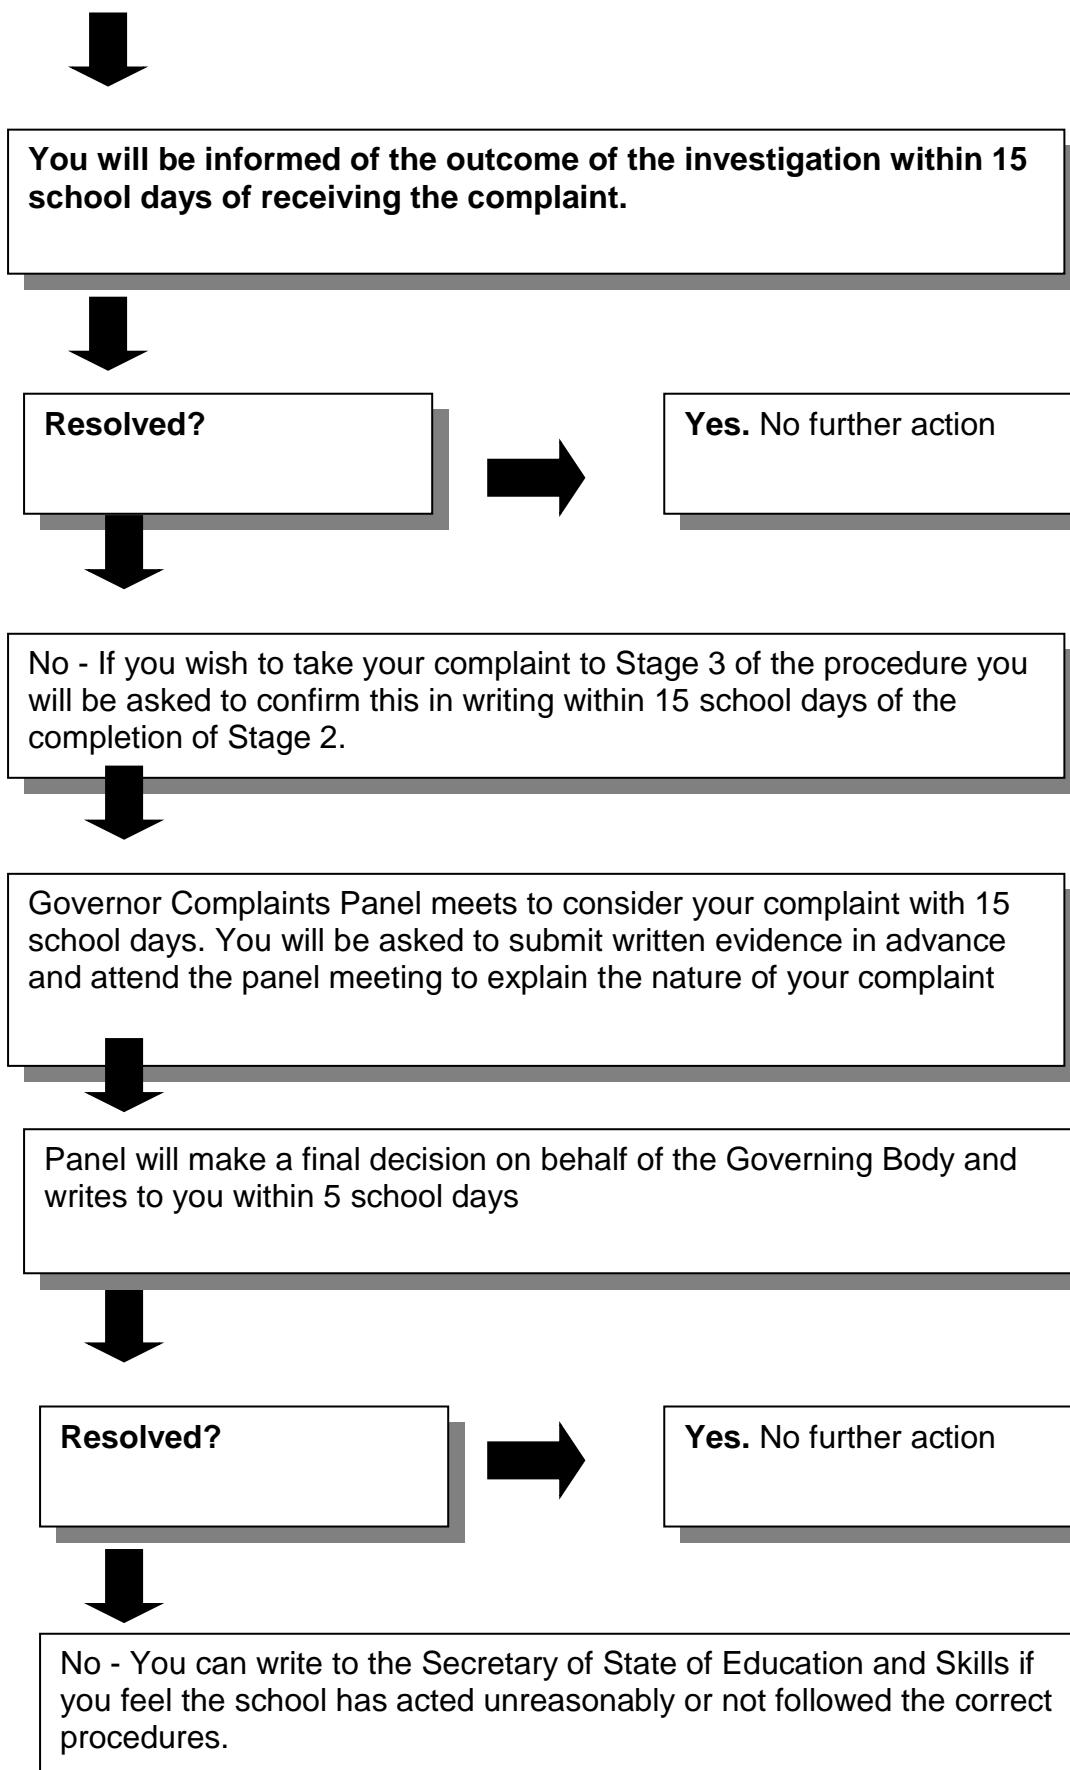 You will be informed of the outcome of the investigation within 15
school days of receiving the complaint.
Resolved?
Yes. No further action
No - If you wish to take your complaint to Stage 3 of the procedure you
will be asked to confirm this in writing within 15 school days of the
completion of Stage 2.
Governor Complaints Panel meets to consider your complaint with 15
school days. You will be asked to submit written evidence in advance
and attend the panel meeting to explain the nature of your complaint
Panel will make a final decision on behalf of the Governing Body and
writes to you within 5 school days
Resolved?
Yes. No further action
No - You can write to the Secretary of State of Education and Skills if
you feel the school has acted unreasonably or not followed the correct
procedures.